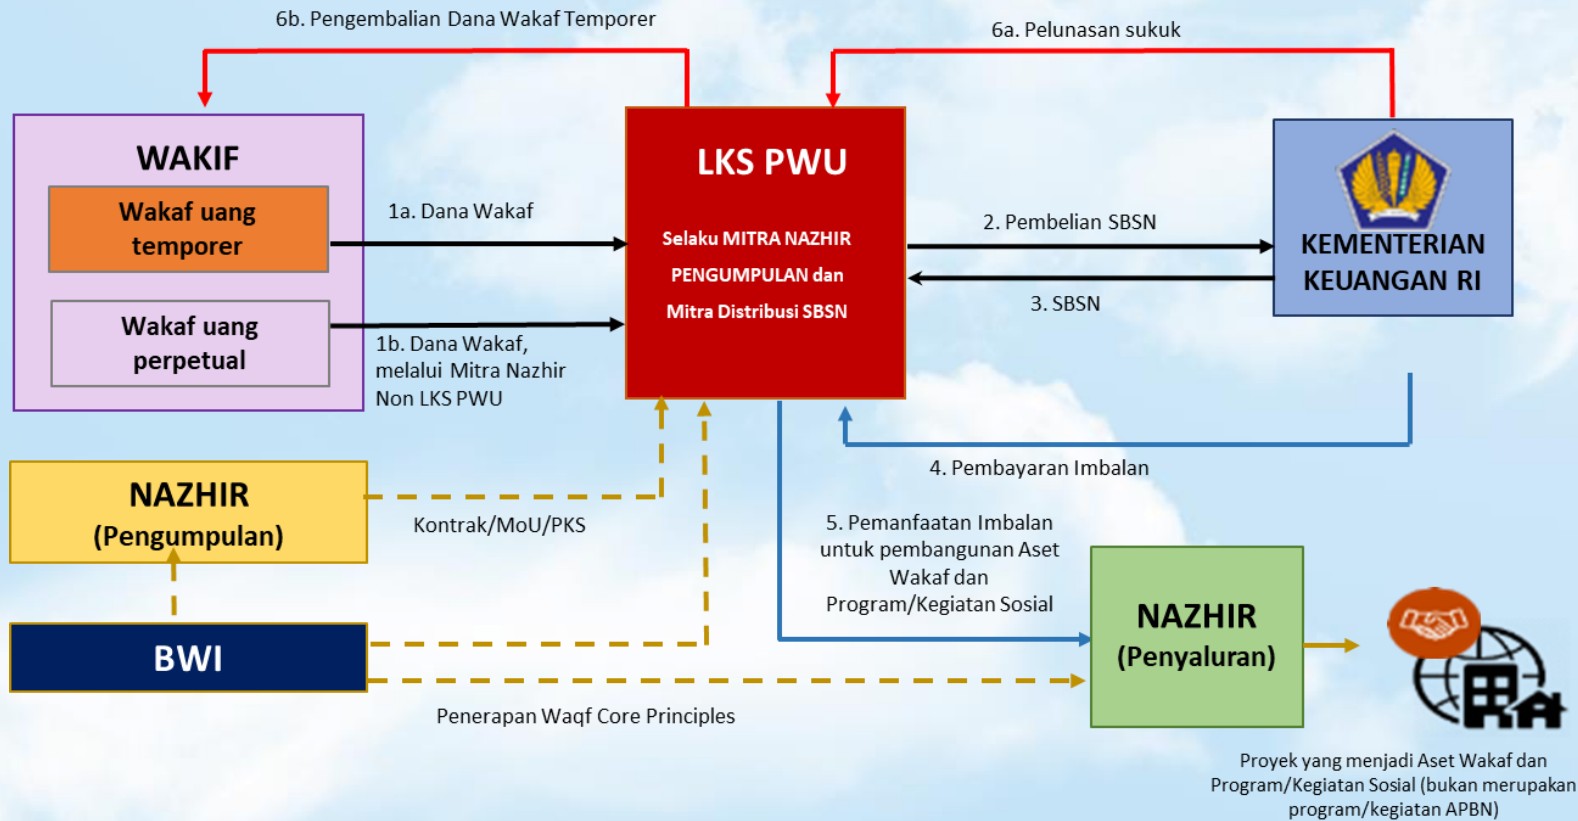 6b. Pengembalian Dana Wakaf Temporer
6a. Pelunasan sukuk
WAKIF
Wakaf uang
temporer
Wakaf uang
perpetual
1a. Dana Wakaf
1b. Dana Wakaf,
melalui Mitra Nazhir
Non LKS PWU
LKS PWU
Selaku MITRA NAZHIR
PENGUMPULAN dan
Mitra Distribusi SBSN
2. Pembelian SBSN
3. SBSN
KEMENTERIAN
KEUANGAN RI
4. Pembayaran Imbalan
NAZHIR
(Pengumpulan)
Kontrak/MoU/PKS
5. Pemanfaatan Imbalan
untuk pembangunan Aset
Wakaf dan
Program/Kegiatan Sosial
BWI
Penerapan Waqf Core Principles
NAZHIR
(Penyaluran)
Proyek yang menjadi Aset Wakaf dan
Program/Kegiatan Sosial (bukan merupakan
program/kegiatan APBN)